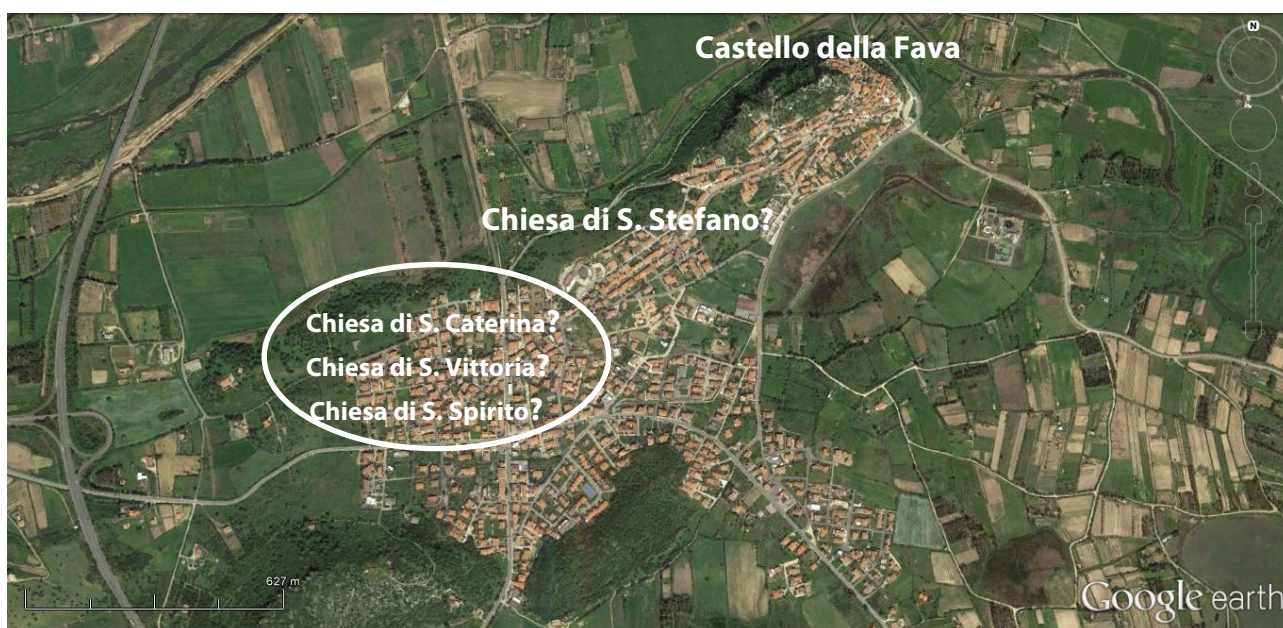 N
Castello della Fava
Chiesa di S. Stefano?
Chiesa di S. Caterina?
Chiesa di S. Vittoria?
Chiesa di S. Spirito?
627 m
Google earth